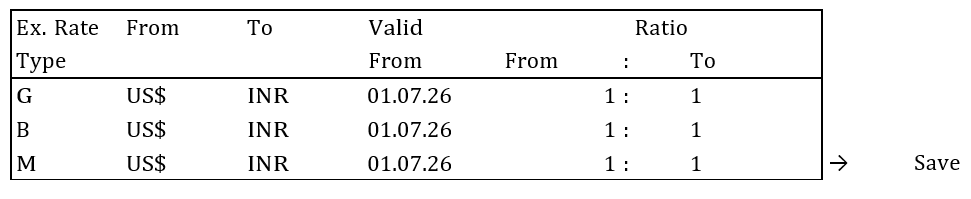 Ex. Rate From To Valid Ratio
Type From From : To
G US$ INR 01.07.26 1 : 1
B US$ INR 01.07.26 1 : 1
M US$ INR 01.07.26 1 : 1 → Save